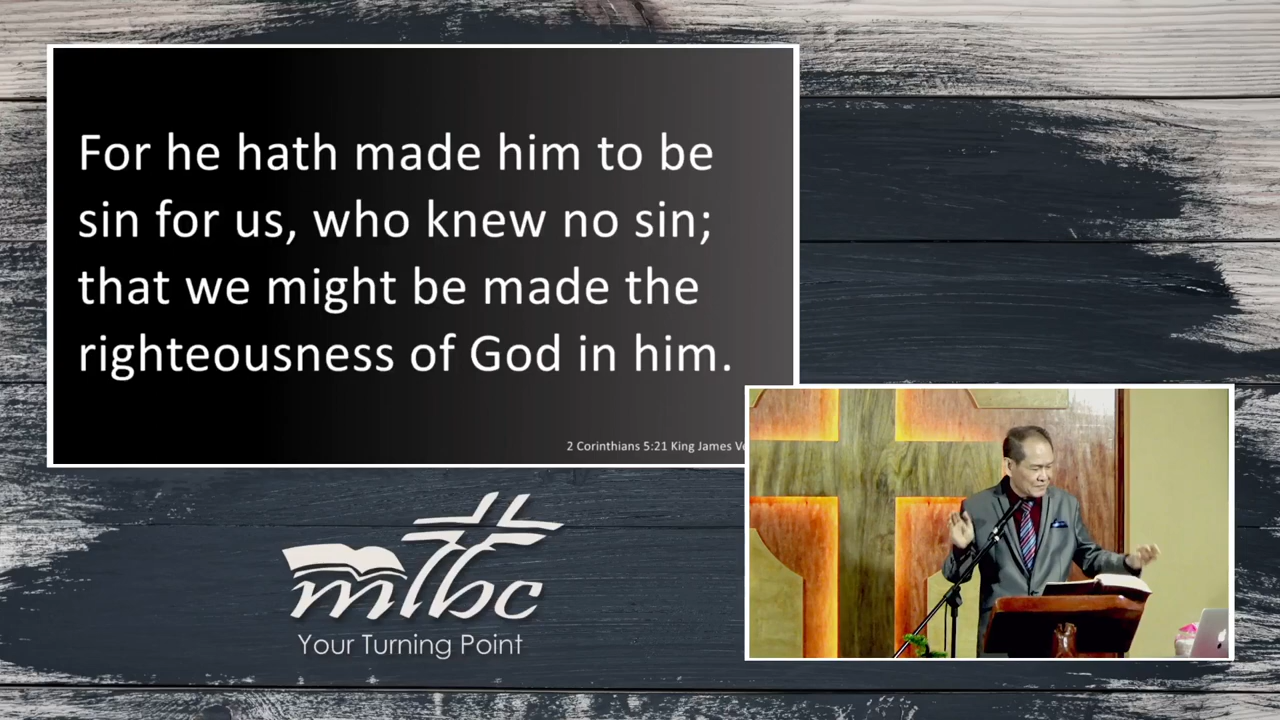 For he hath made him to be
sin for us, who knew no sin;
that we might be made the
righteousness of God in him.
2 Corinthians 5:21 King James
mlbc
Your Turning Point